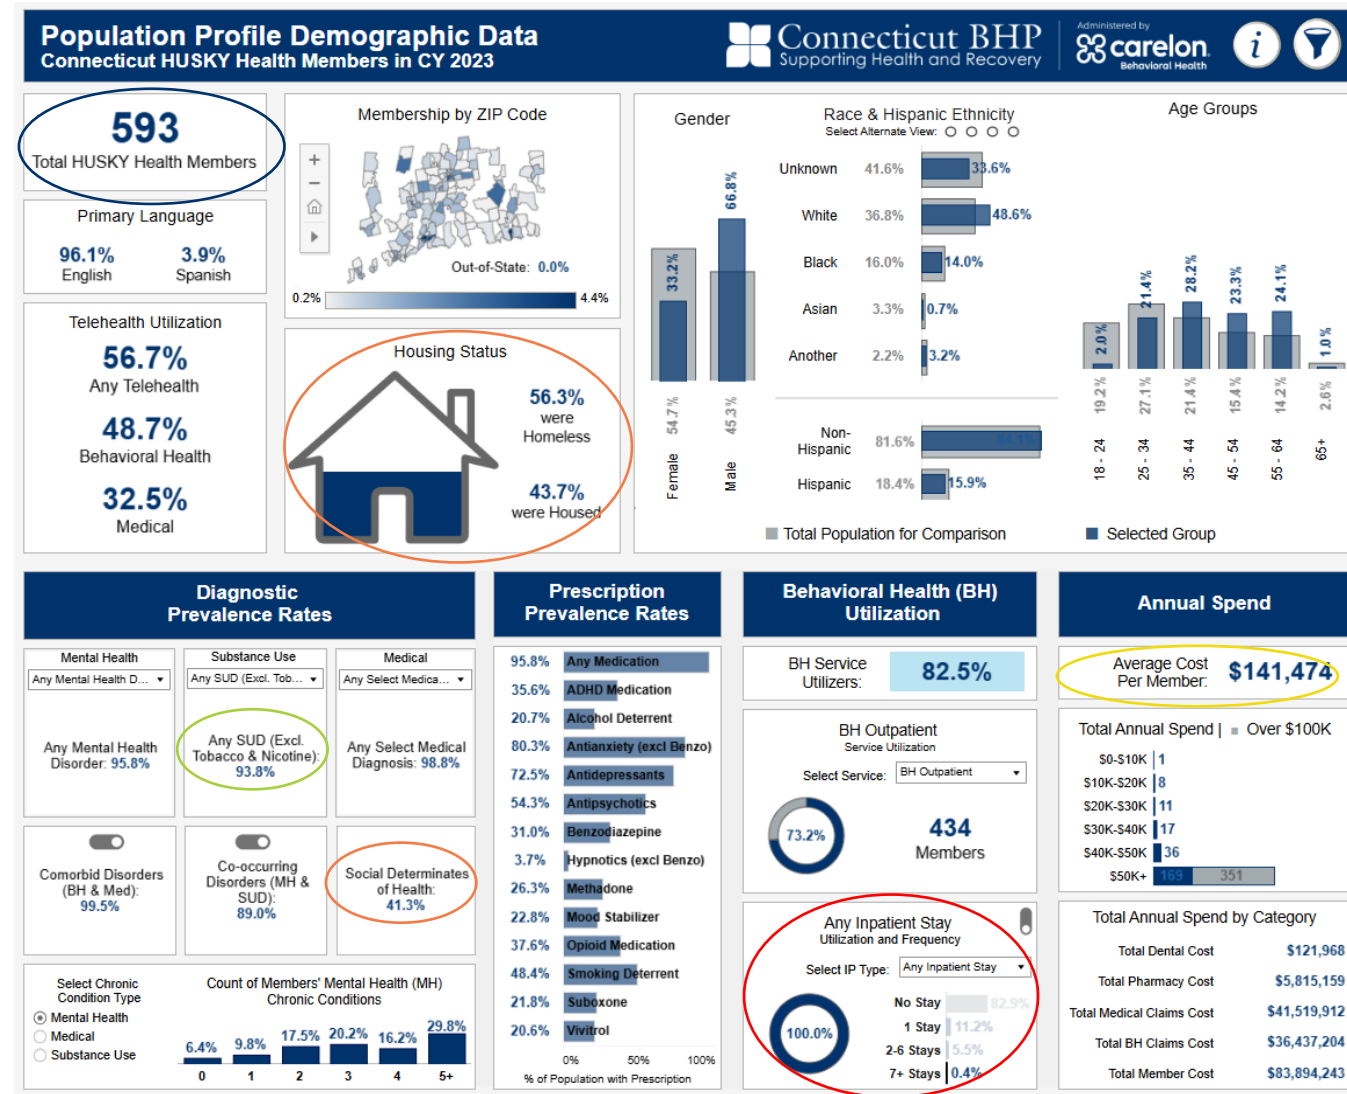 Population Profile Demographic Data
Connecticut HUSKY Health Members in CY 2023
Connecticut BHP
Supporting Health and Recovery
Administered by
carelon
Behavioral Health
i
593
Total HUSKY Health Members
Primary Language
96.1% 3.9%
English Spanish
Telehealth Utilization
56.7%
Any Telehealth
48.7%
Behavioral Health
32.5%
Medical
Membership by ZIP Code
+
−
Out-of-State: 0.0%
0.2% 4.4%
Housing Status
56.3%
were
Homeless
43.7%
were Housed
Gender
33.2% 66.8%
54.7% 45.3%
Female Male
Race & Hispanic Ethnicity
Select Alternate View:
Unknown 41.6% 33.6%
White 36.8% 48.6%
Black 16.0% 14.0%
Asian 3.3% 0.7%
Another 2.2% 3.2%
Non-
Hispanic 81.6% 84.1%
Hispanic 18.4% 15.9%
Age Groups
2.0% 21.4% 28.2% 23.3% 24.1% 1.0%
19.2% 27.1% 21.4% 15.4% 14.2% 2.6%
18 - 24 25 - 34 35 - 44 45 - 54 55 - 64 65+
Total Population for Comparison Selected Group
Diagnostic
Prevalence Rates
Mental Health
Any Mental Health D...
Any Mental Health
Disorder: 95.8%
Substance Use
Any SUD (Excl. Tob...
Any SUD (Excl.
Tobacco & Nicotine):
93.8%
Medical
Any Select Medica...
Any Select Medical
Diagnosis: 98.8%
Comorbid Disorders
(BH & Med):
99.5%
Co-occurring
Disorders (MH &
SUD):
89.0%
Social Determinates
of Health:
41.3%
Select Chronic
Condition Type
Mental Health
Medical
Substance Use
Count of Members' Mental Health (MH)
Chronic Conditions
6.4% 9.8% 17.5% 20.2% 16.2% 29.8%
0 1 2 3 4 5+
Prescription
Prevalence Rates
95.8% Any Medication
35.6% ADHD Medication
20.7% Alcohol Deterrent
80.3% Antianxiety (excl Benzo)
72.5% Antidepressants
54.3% Antipsychotics
31.0% Benzodiazepine
3.7% Hypnotics (excl Benzo)
26.3% Methadone
22.8% Mood Stabilizer
37.6% Opioid Medication
48.4% Smoking Deterrent
21.8% Suboxone
20.6% Vivitrol
0% 50% 100%
% of Population with Prescription
Behavioral Health (BH)
Utilization
BH Service
Utilizers: 82.5%
BH Outpatient
Service Utilization
Select Service: BH Outpatient
73.2%
434
Members
Any Inpatient Stay
Utilization and Frequency
Select IP Type: Any Inpatient Stay
100.0%
No Stay 82.9%
1 Stay 11.2%
2-6 Stays 5.5%
7+ Stays 0.4%
Annual Spend
Average Cost
Per Member: $141,474
Total Annual Spend | Over $100K
$0-$10K 1
$10K-$20K 8
$20K-$30K 11
$30K-$40K 17
$40K-$50K 36
$50K+ 169 351
Total Annual Spend by Category
Total Dental Cost $121,968
Total Pharmacy Cost $5,815,159
Total Medical Claims Cost $41,519,912
Total BH Claims Cost $36,437,204
Total Member Cost $83,894,243